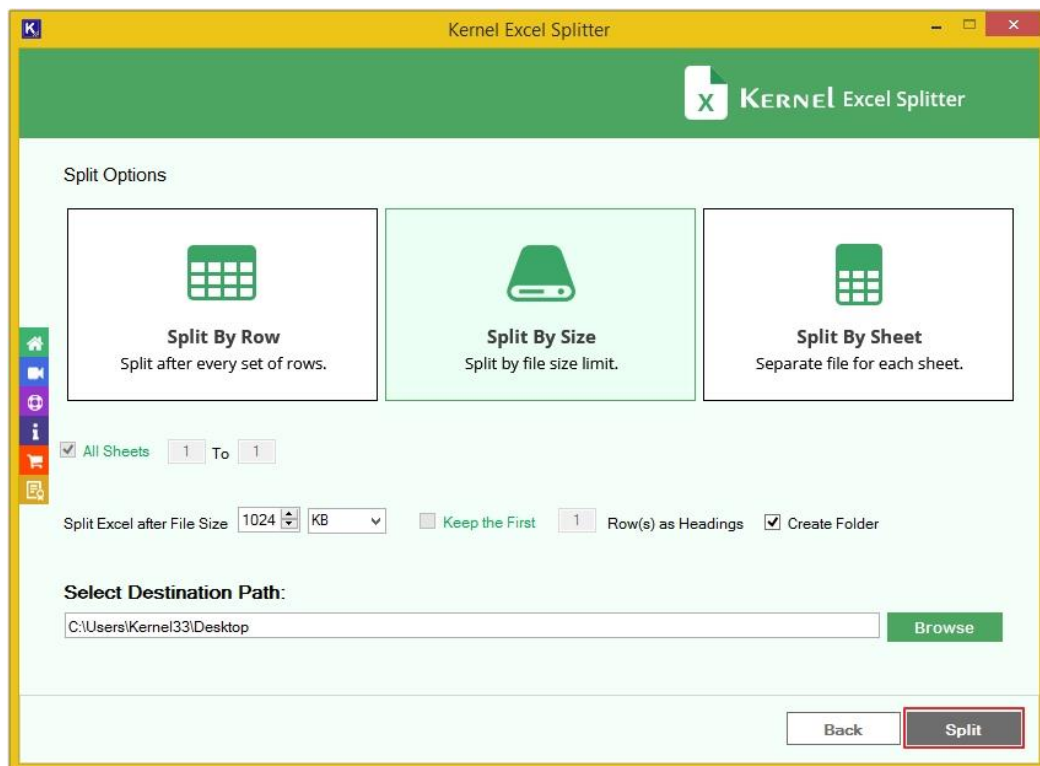 Kernel Excel Splitter
KERNEL Excel Splitter
Split Options
Split By Row
Split after every set of rows.
Split By Size
Split by file size limit.
Split By Sheet
Separate file for each sheet.
All Sheets 1 To 1
Split Excel after File Size 1024 KB Keep the First 1 Row(s) as Headings Create Folder
Select Destination Path:
C:\Users\Kernel33\Desktop Browse
Back Split